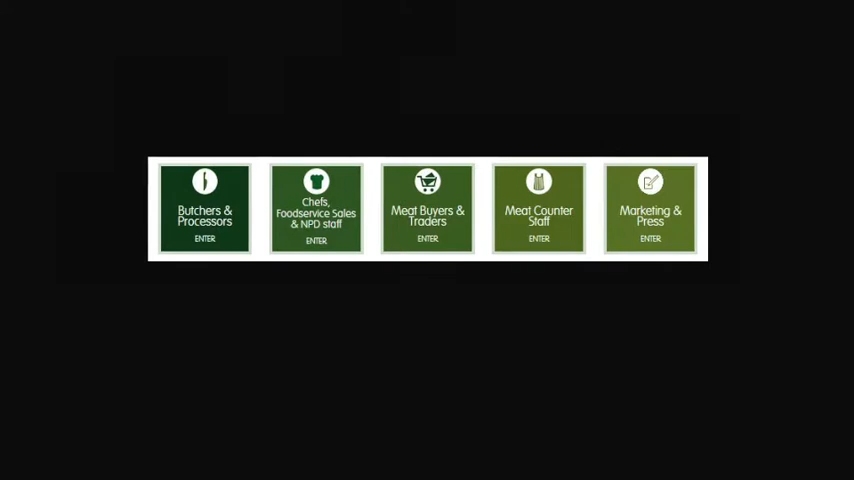 Butchers &
Processors
ENTER
Chefs,
Foodservice Sales
& NPD staff
ENTER
Meat Buyers &
Traders
ENTER
Meat Counter
Staff
ENTER
Marketing &
Press
ENTER